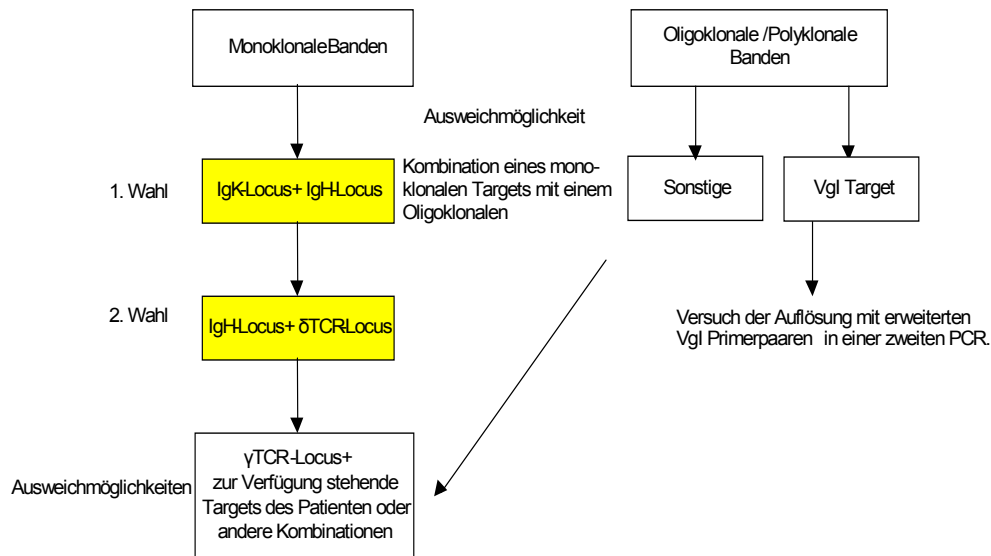 MonoklonaleBanden
Oligoklonale /Polyklonale
Banden
Ausweichmöglichkeit
1. Wahl
IgK-Locus+ IgH-Locus
Kombination eines mono-
klonalen Targets mit einem
Oligoklonalen
Sonstige
VgI Target
2. Wahl
IgH-Locus+ δTCR-Locus
Versuch der Auflösung mit erweiterten
VgI Primerpaaren in einer zweiten PCR.
Ausweichmöglichkeiten
γTCR-Locus+
zur Verfügung stehende
Targets des Patienten oder
andere Kombinationen